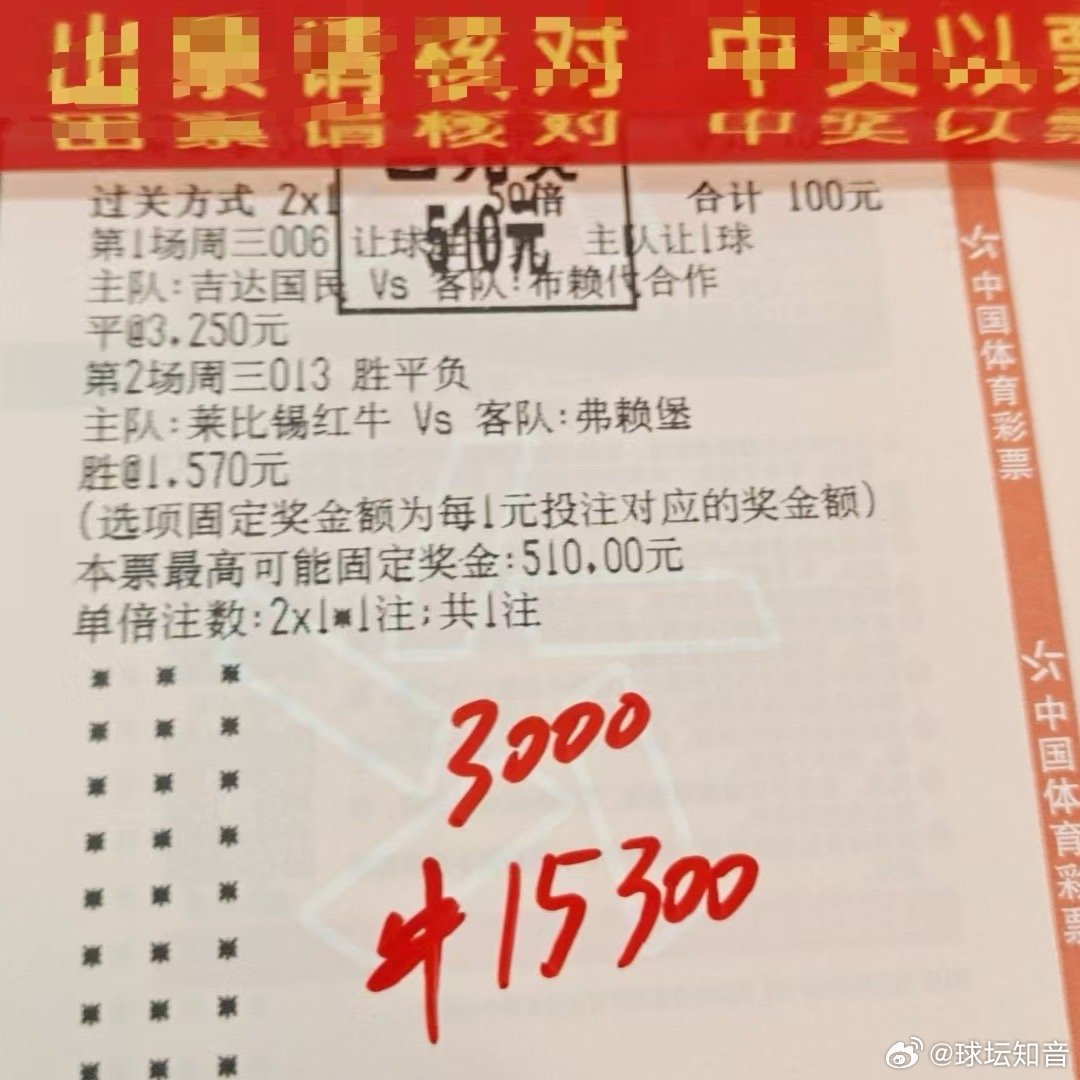 出票请核对 中奖以票
出票请核对 中奖以票
过关方式 2x1 50倍 合计 100元
510元
第1场周三006 让球 主队让1球
主队:吉达国民 Vs 客队:布赖代合作
平@3.250元
第2场周三013 胜平负
主队:莱比锡红牛 Vs 客队:弗赖堡
胜@1.570元
(选项固定奖金额为每1元投注对应的奖金额)
本票最高可能固定奖金:510.00元
单倍注数:2x1*1注;共1注
3000
中15300
中国体育彩票
中国体育彩票
@球坛知音